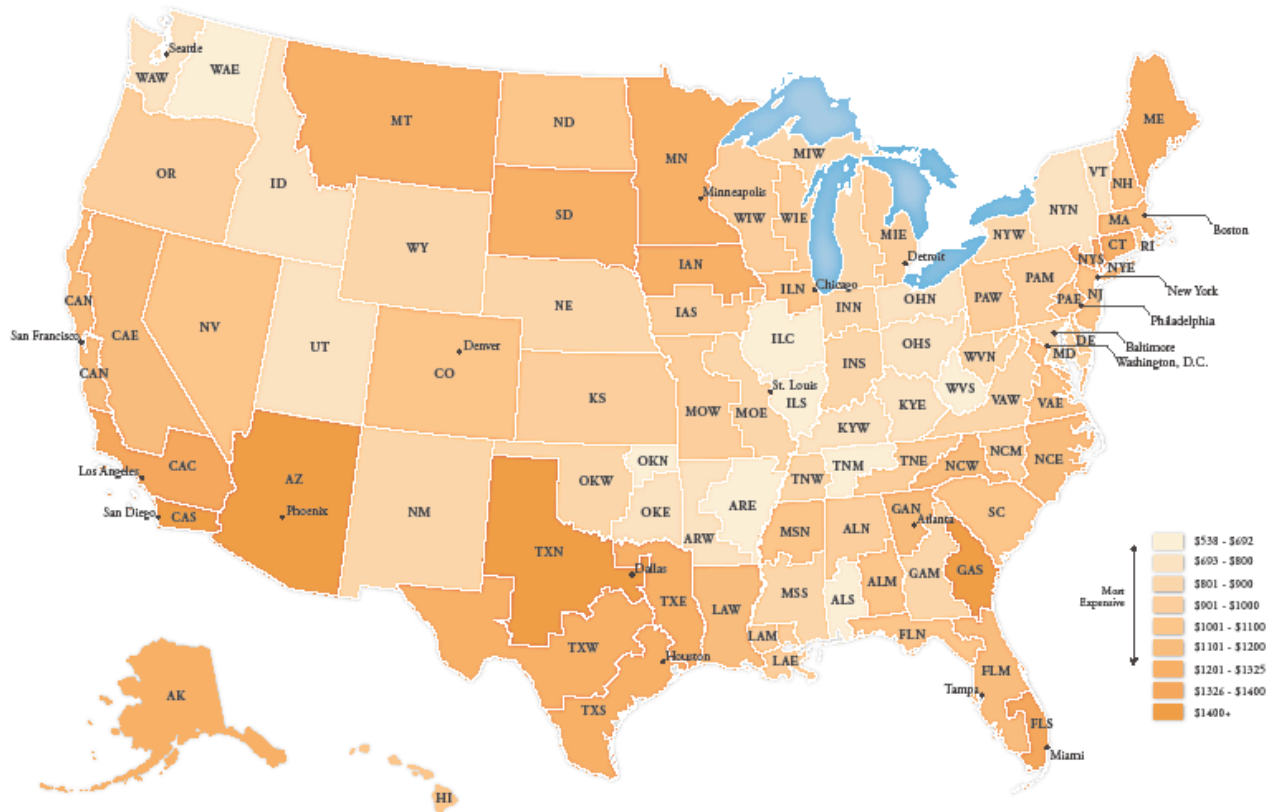 Seattle
WAW
WAE
MT
ND
MN
ME
OR
ID
SD
WY
Minneapolis
WIW
WIE
MIW
MIE
Detroit
VT
NH
NYN
NYW
MA
Boston
CT
RI
NYS
NYE
New York
CAN
San Francisco
CAN
CAE
NV
UT
Denver
CO
NE
IAN
IAS
ILN
Chicago
INN
OHN
PAW
PAM
PAE
NJ
Philadelphia
Baltimore
DE
MD
Washington, D.C.
KS
MOW
MOE
St. Louis
ILC
ILS
INS
OHS
WVN
WVS
VAW
VAE
KYE
KYW
Los Angeles
CAC
San Diego
CAS
AZ
Phoenix
NM
OKN
OKW
OKE
ARE
ARW
TNW
TNM
TNE
NCW
NCM
NCE
SC
TXN
Dallas
TXE
TXW
Houston
TXS
LAW
LAM
LAE
MSN
MSS
ALN
ALM
ALS
GAN
Atlanta
GAM
GAS
FLN
FLM
Tampa
FLS
Miami
AK
HI
Most
Expensive
$538 - $692
$693 - $800
$801 - $900
$901 - $1000
$1001 - $1100
$1101 - $1200
$1201 - $1325
$1326 - $1400
$1400+